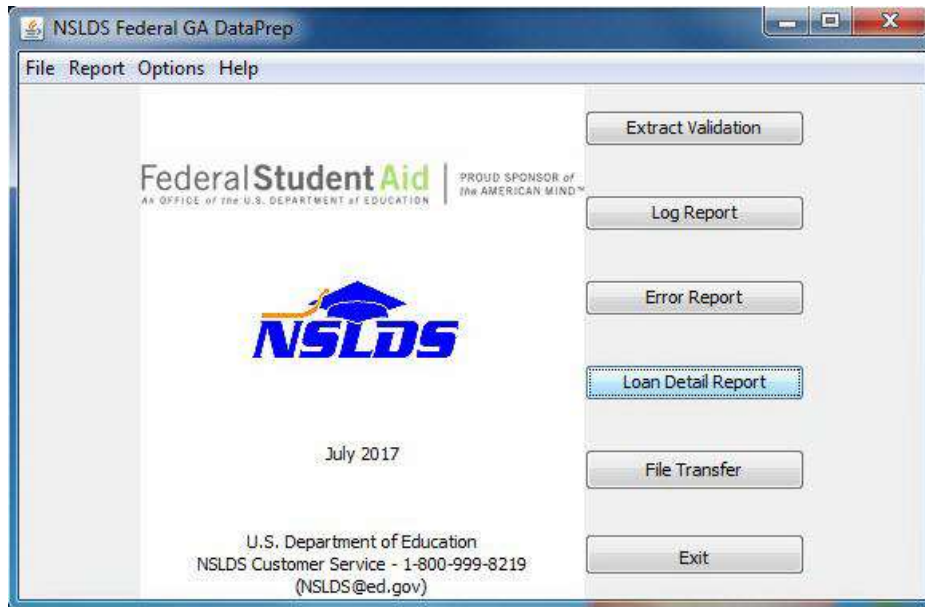 NSLDS Federal GA DataPrep
File Report Options Help
Federal Student Aid
An OFFICE of the U.S. DEPARTMENT of EDUCATION
PROUD SPONSOR of
the AMERICAN MIND™
NSLDS
July 2017
U.S. Department of Education
NSLDS Customer Service - 1-800-999-8219
(NSLDS@ed.gov)
Extract Validation
Log Report
Error Report
Loan Detail Report
File Transfer
Exit